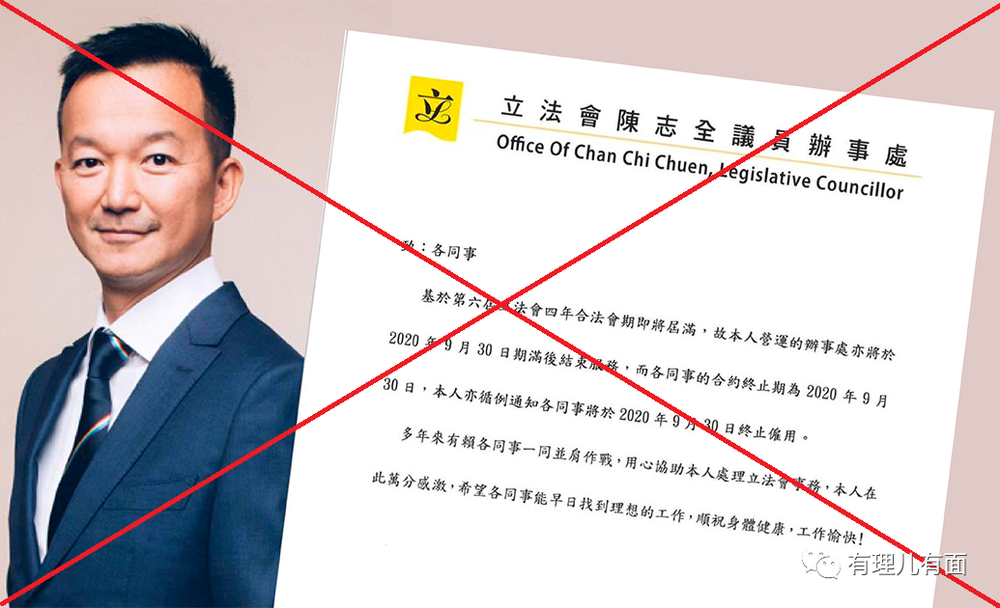 立
立法會陳志全議員辦事處
Office Of Chan Chi Chuen, Legislative Councillor
致：各同事
基於第六屆立法會四年合法會期即將屆滿，故本人營運的辦事處亦將於
2020 年 9 月 30 日期滿後結束服務，而各同事的合約終止期為 2020 年 9 月
30 日，本人亦循例通知各同事將於 2020 年 9 月 30 日終止僱用。
多年來有賴各同事一同並肩作戰，用心協助本人處理立法會事務，本人在
此萬分感激，希望各同事能早日找到理想的工作，順祝身體健康，工作愉快！
有理儿有面